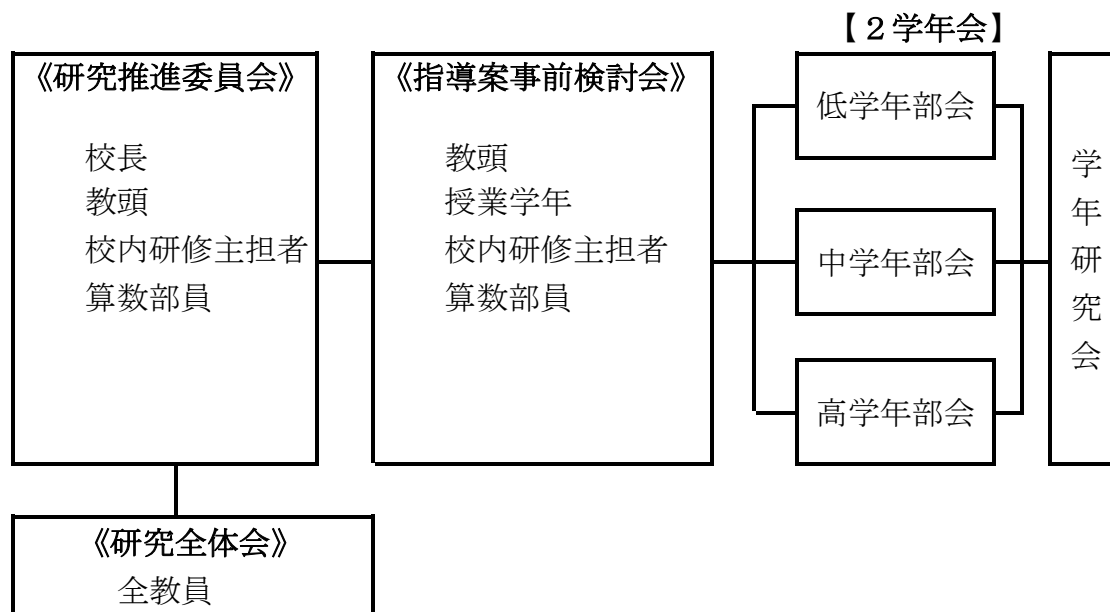 《研究推進委員会》
校長
教頭
校内研修主担者
算数部員
《指導案事前検討会》
教頭
授業学年
校内研修主担者
算数部員
【２学年会】
低学年部会
中学年部会
高学年部会
学年研究会
《研究全体会》
全教員